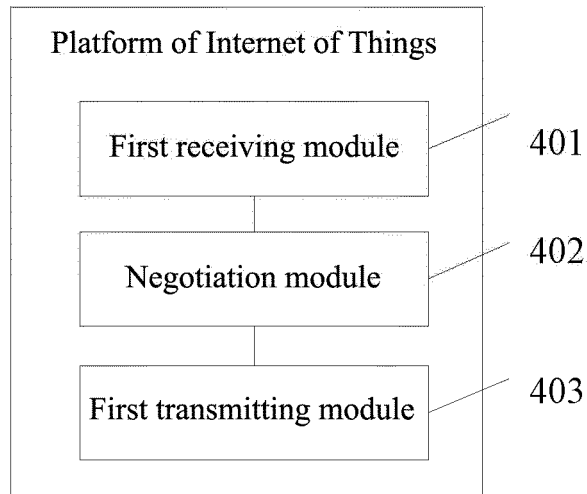 Platform of Internet of Things
First receiving module
401
Negotiation module
402
First transmitting module
403